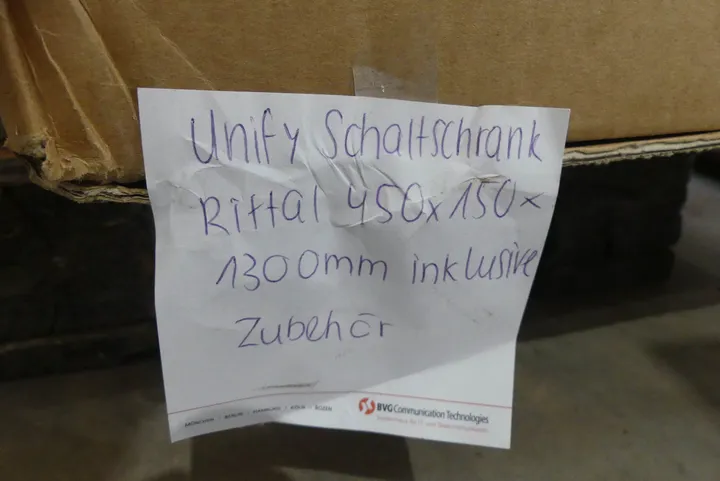 Unify Schaltschrank
Rittal 450x150x
1300mm inklusive
Zubehör
BVG Communication Technologies